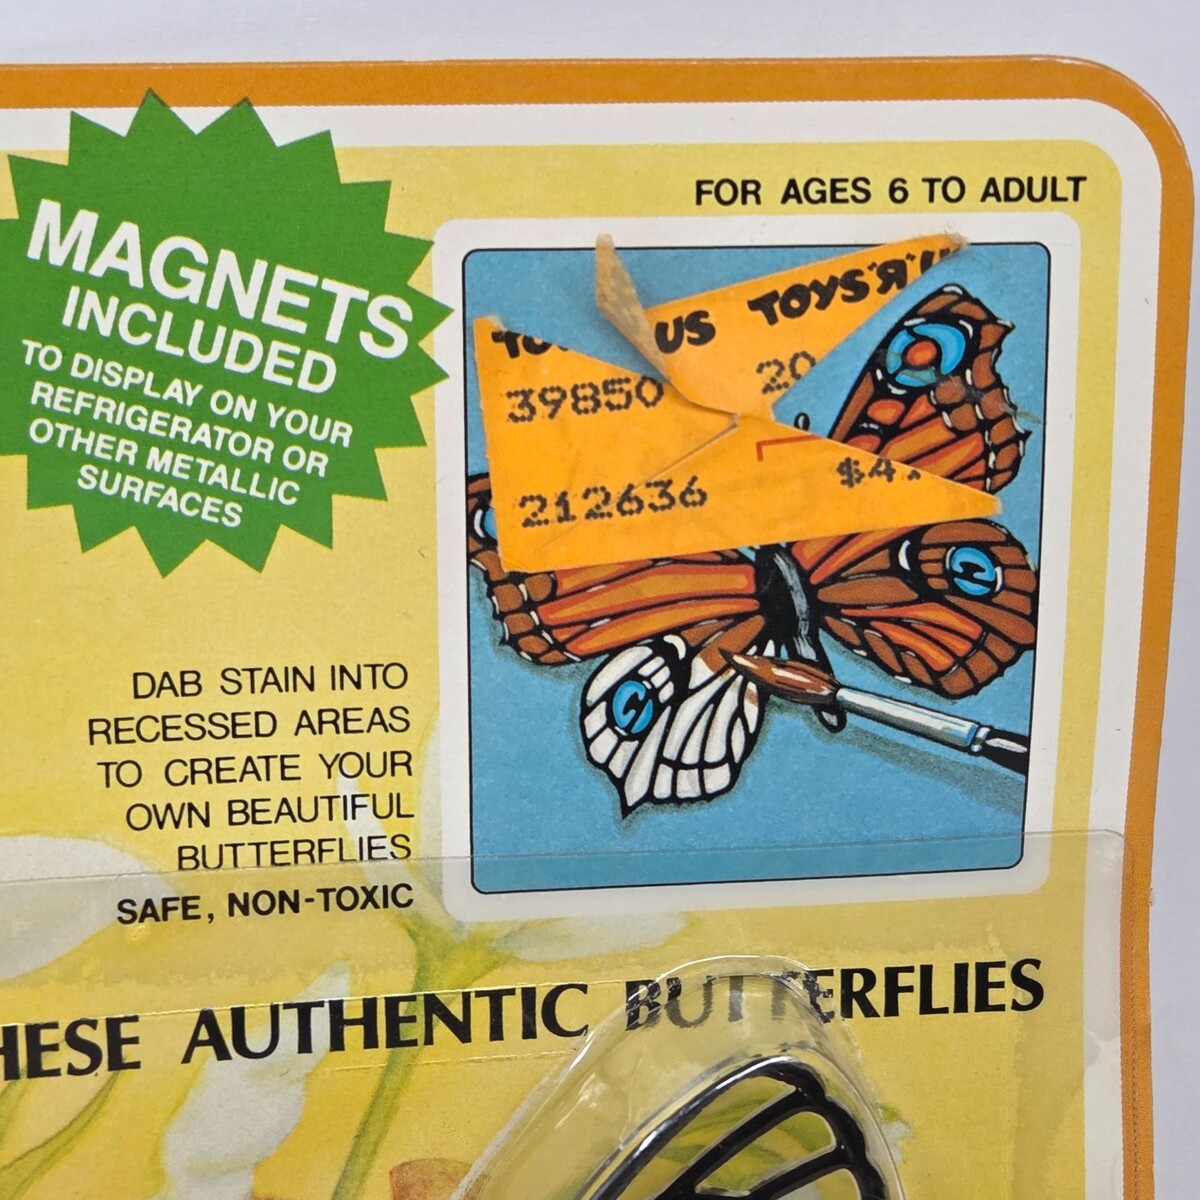 FOR AGES 6 TO ADULT
MAGNETS
INCLUDED
TO DISPLAY ON YOUR
REFRIGERATOR OR
OTHER METALLIC
SURFACES
US TOYS"Я"U
39850 20
212636 $4
DAB STAIN INTO
RECESSED AREAS
TO CREATE YOUR
OWN BEAUTIFUL
BUTTERFLIES
SAFE, NON-TOXIC
HESE AUTHENTIC BUTTERFLIES